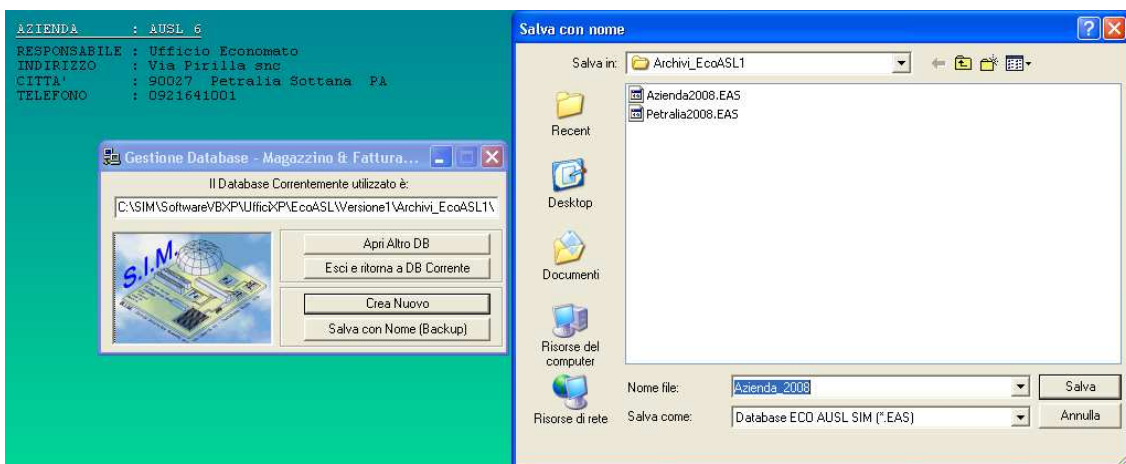 AZIENDA : AUSL 6
RESPONSABILE : Ufficio Economato
INDIRIZZO : Via Pirilla snc
CITTA' : 90027 Petralia Sottana PA
TELEFONO : 0921641001
Gestione Database - Magazzino & Fattura...
Il Database Correntemente utilizzato è:
C:\SIM\SoftwareVBXP\UfficiXP\EcoASL\Versione1\Archivi_EcoASL1\
S.I.M.
Apri Altro DB
Esci e ritorna a DB Corrente
Crea Nuovo
Salva con Nome (Backup)
Salva con nome
Salva in:
Archivi_EcoASL1
Azienda2008.EAS
Petralia2008.EAS
Recent
Desktop
Documenti
Risorse del
computer
Risorse di rete
Nome file:
Azienda_2008
Salva
Salva come:
Database ECO AUSL SIM (*.EAS)
Annulla